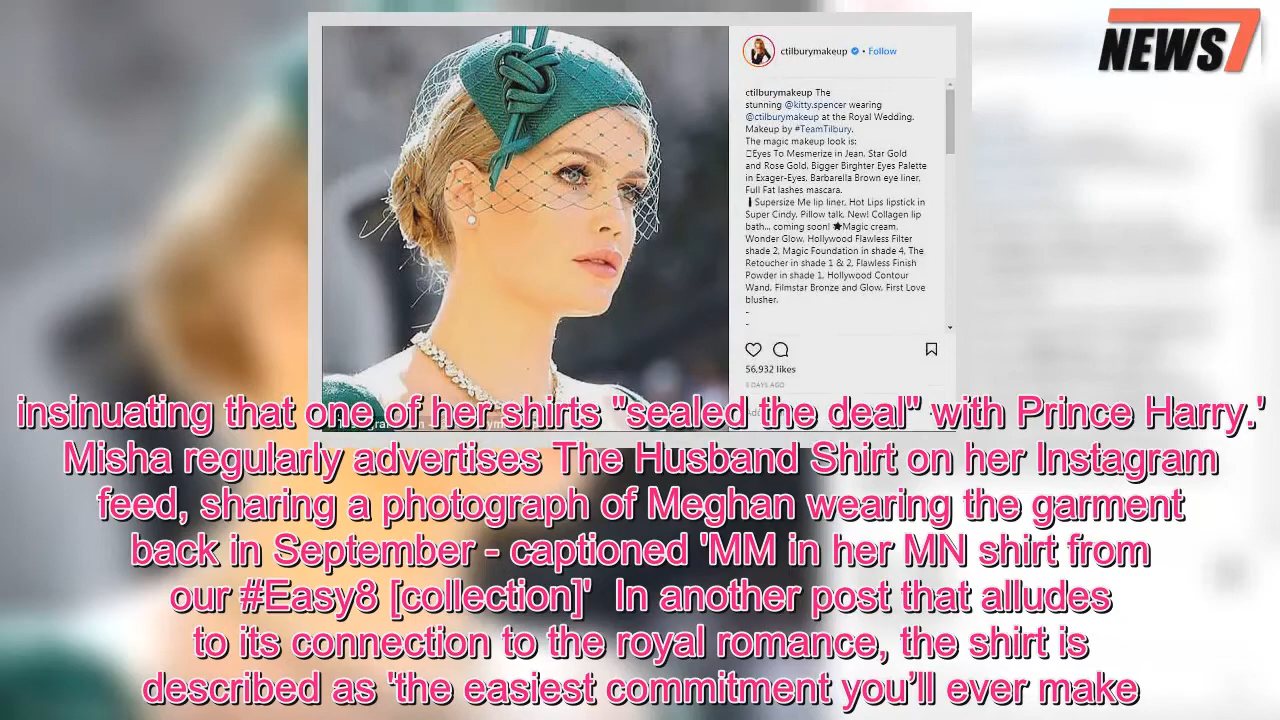 NEWS7
ctilburymakeup • Follow
ctilburymakeup The
stunning @kitty.spencer wearing
@ctilburymakeup at the Royal Wedding.
Makeup by #TeamTilbury.
The magic makeup look is:
Eyes To Mesmerize in Jean, Star Gold
and Rose Gold, Bigger Birghter Eyes Palette
in Exager-Eyes, Barbarella Brown eye liner,
Full Fat lashes mascara.
Supersize Me lip liner, Hot Lips lipstick in
Super Cindy, Pillow talk, New! Collagen lip
bath... coming soon! ★Magic cream,
Wonder Glow, Hollywood Flawless Filter
shade 2, Magic Foundation in shade 4, The
Retoucher in shade 1 & 2, Flawless Finish
Powder in shade 1, Hollywood Contour
Wand, Filmstar Bronze and Glow, First Love
blusher.
-
-
56,932 likes
3 DAYS AGO
insinuating that one of her shirts "sealed the deal" with Prince Harry.'
Misha regularly advertises The Husband Shirt on her Instagram
feed, sharing a photograph of Meghan wearing the garment
back in September - captioned 'MM in her MN shirt from
our #Easy8 [collection]' In another post that alludes
to its connection to the royal romance, the shirt is
described as 'the easiest commitment you’ll ever make